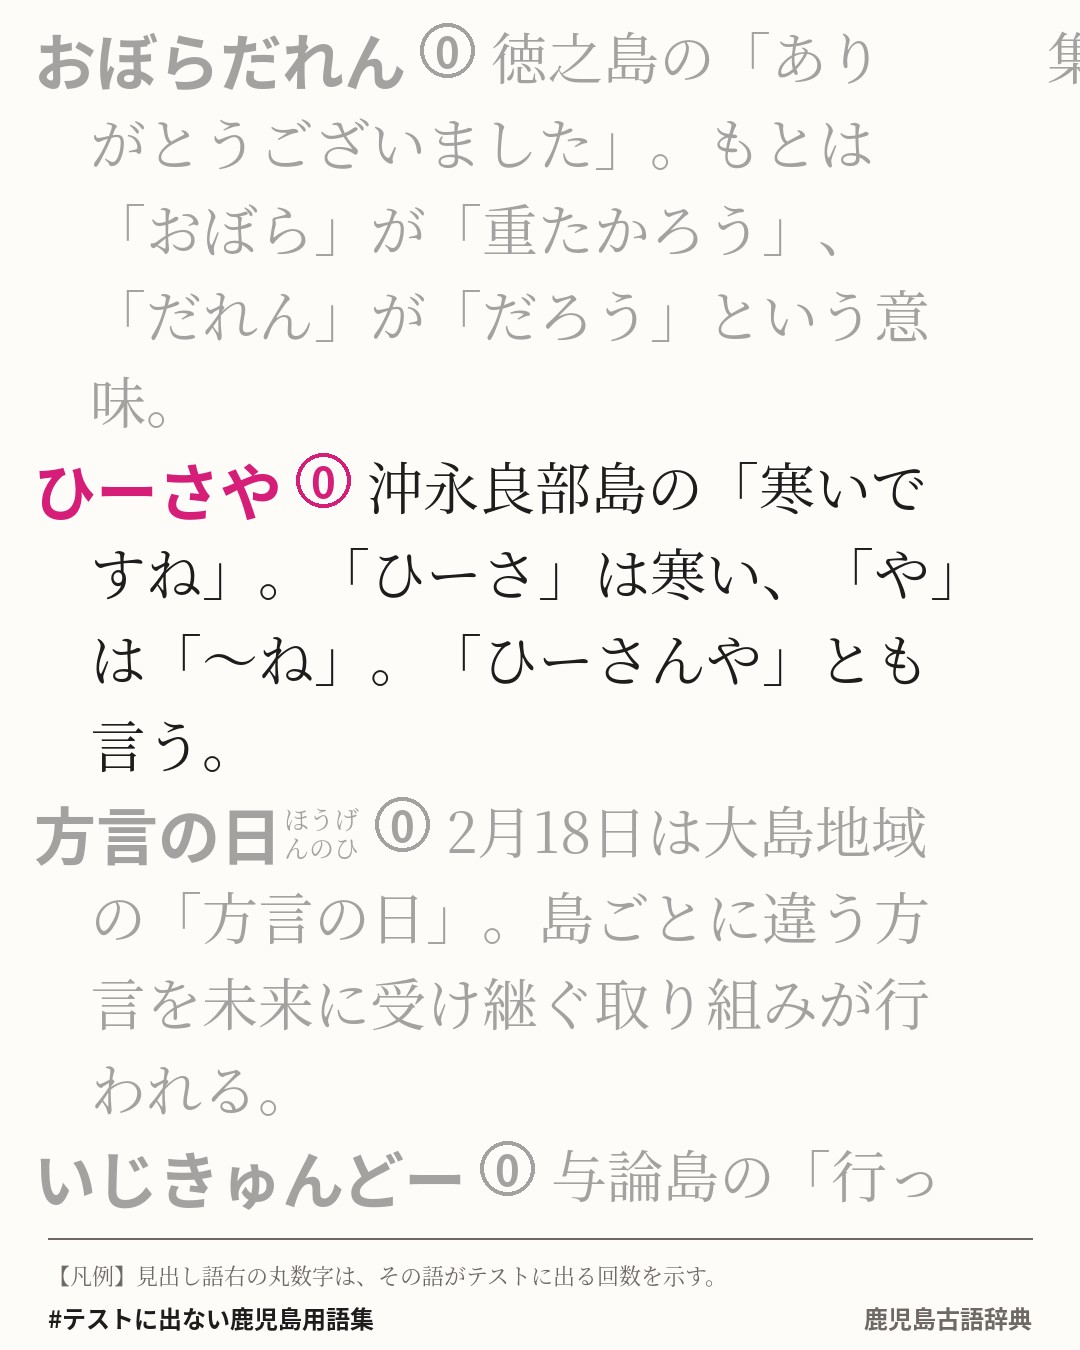 おぼらだれん ⓪ 徳之島の「あり
がとうございました」。もとは
「おぼら」が「重たかろう」、
「だれん」が「だろう」という意
味。
ひーさや ⓪ 沖永良部島の「寒いで
すね」。「ひーさ」は寒い、「や」
は「〜ね」。「ひーさんや」とも
言う。
方言の日 ほうげんのひ ⓪ 2月18日は大島地域
の「方言の日」。島ごとに違う方
言を未来に受け継ぐ取り組みが行
われる。
いじきゅんどー ⓪ 与論島の「行っ
【凡例】見出し語右の丸数字は、その語がテストに出る回数を示す。
#テストに出ない鹿児島用語集
鹿児島古語辞典